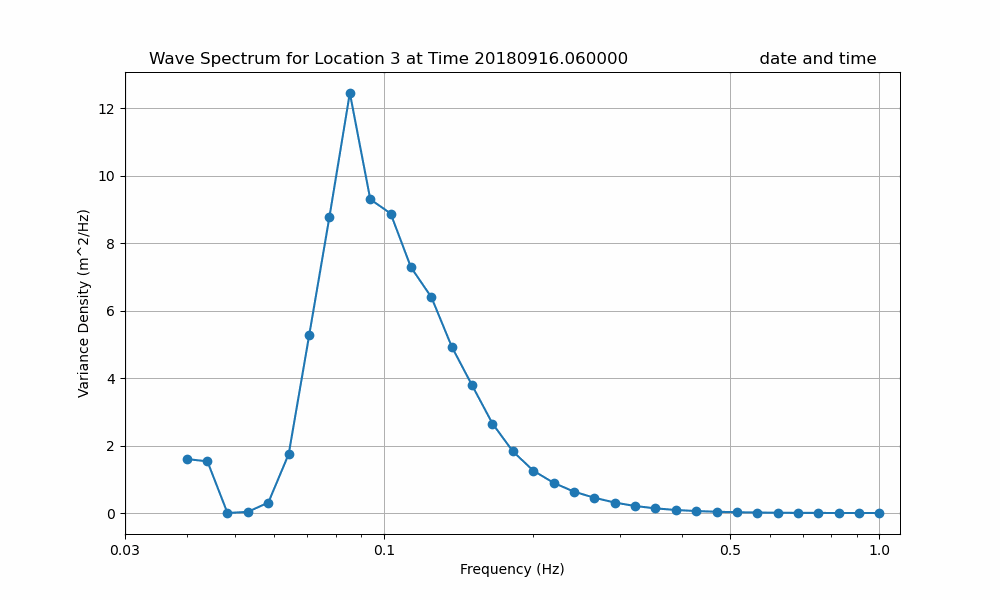 Wave Spectrum for Location 3 at Time 20180916.060000 date and time
12
10
8
6
4
2
0
Variance Density (m^2/Hz)
0.03 0.1 0.5 1.0
Frequency (Hz)